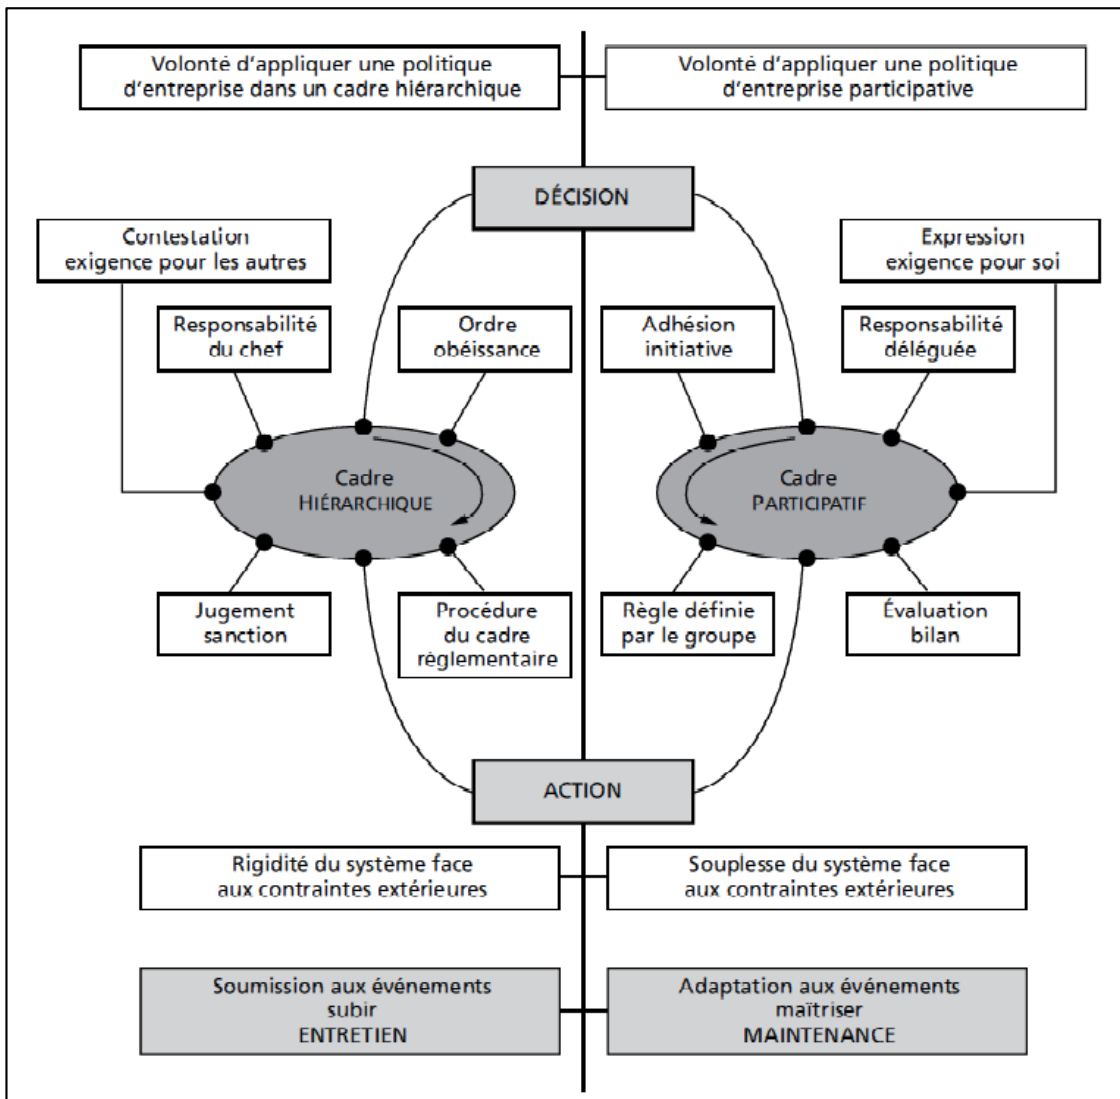 Volonté d'appliquer une politique
d'entreprise dans un cadre hiérarchique
Volonté d'appliquer une politique
d'entreprise participative
DÉCISION
Contestation
exigence pour les autres
Expression
exigence pour soi
Responsabilité
du chef
Ordre
obéissance
Adhésion
initiative
Responsabilité
déléguée
Cadre
HIÉRARCHIQUE
Cadre
PARTICIPATIF
Jugement
sanction
Procédure
du cadre
règlementaire
Règle définie
par le groupe
Évaluation
bilan
ACTION
Rigidité du système face
aux contraintes extérieures
Souplesse du système face
aux contraintes extérieures
Soumission aux événements
subir
ENTRETIEN
Adaptation aux événements
maîtriser
MAINTENANCE